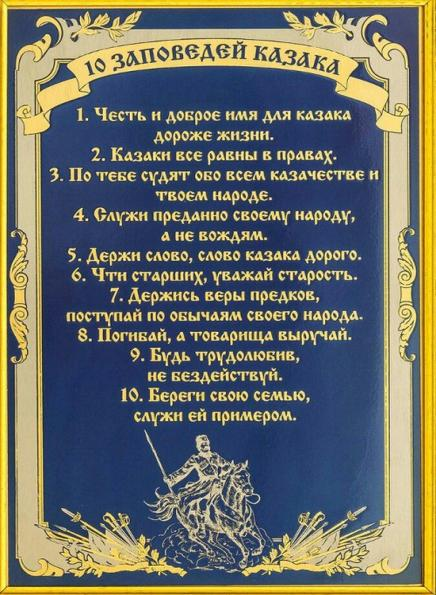 10 ЗАПОВЕДЕЙ КАЗАКА
1. Честь и доброе имя для казака
дороже жизни.
2. Казаки все равны в правах.
3. По тебе судят обо всем казачестве и
твоем народе.
4. Служи преданно своему народу,
а не вождям.
5. Держи слово, слово казака дорого.
6. Чти старших, уважай старость.
7. Держись веры предков,
поступай по обычаям своего народа.
8. Погибай, а товарища выручай.
9. Будь трудолюбив,
не бездействуй.
10. Береги свою семью,
служи ей примером.